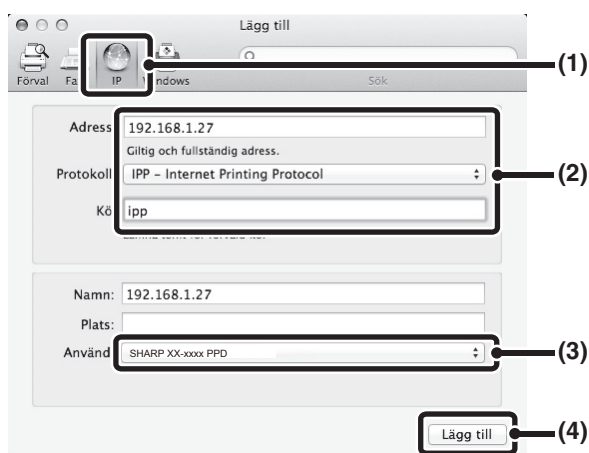 Lägg till
(1)
Förval Fa IP ndows Sök
Adress 192.168.1.27
Giltig och fullständig adress.
Protokoll IPP – Internet Printing Protocol (2)
Kö ipp
Namn: 192.168.1.27
Plats:
Använd SHARP XX-xxxx PPD (3)
Lägg till (4)